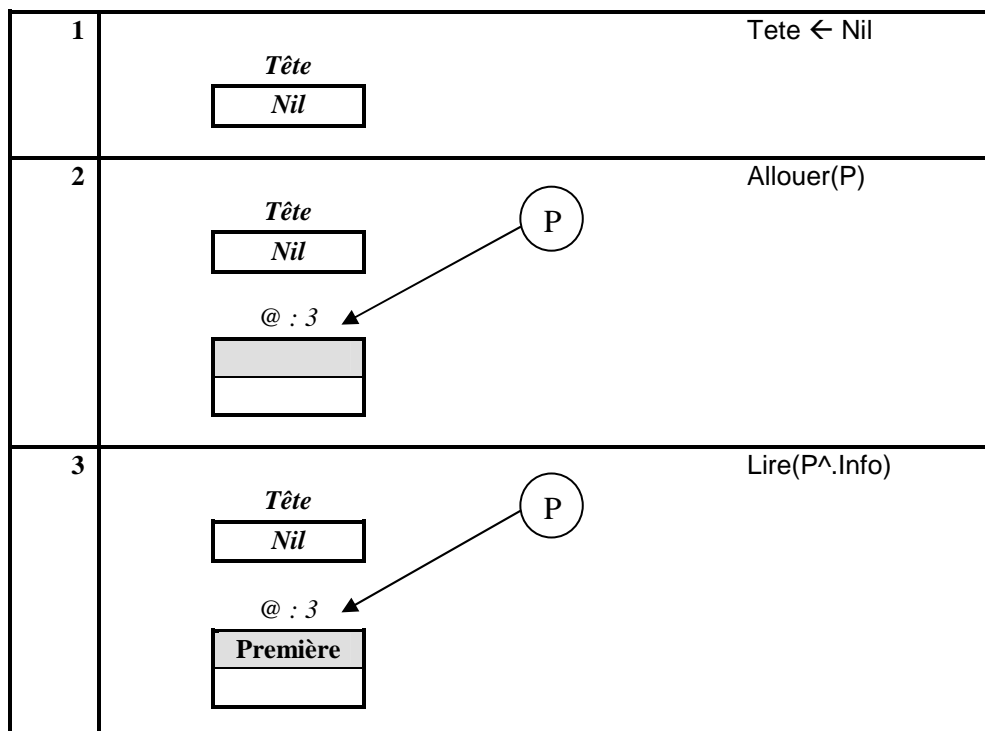 1 Tete ← Nil
Tête
Nil
2 Allouer(P)
Tête P
Nil
@ : 3
3 Lire(P^.Info)
Tête P
Nil
@ : 3
Première